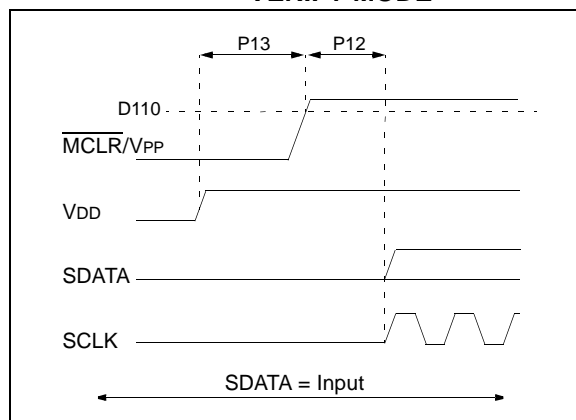 VERIFY MODE
P13 P12
D110
MCLR/VPP
VDD
SDATA
SCLK
SDATA = Input